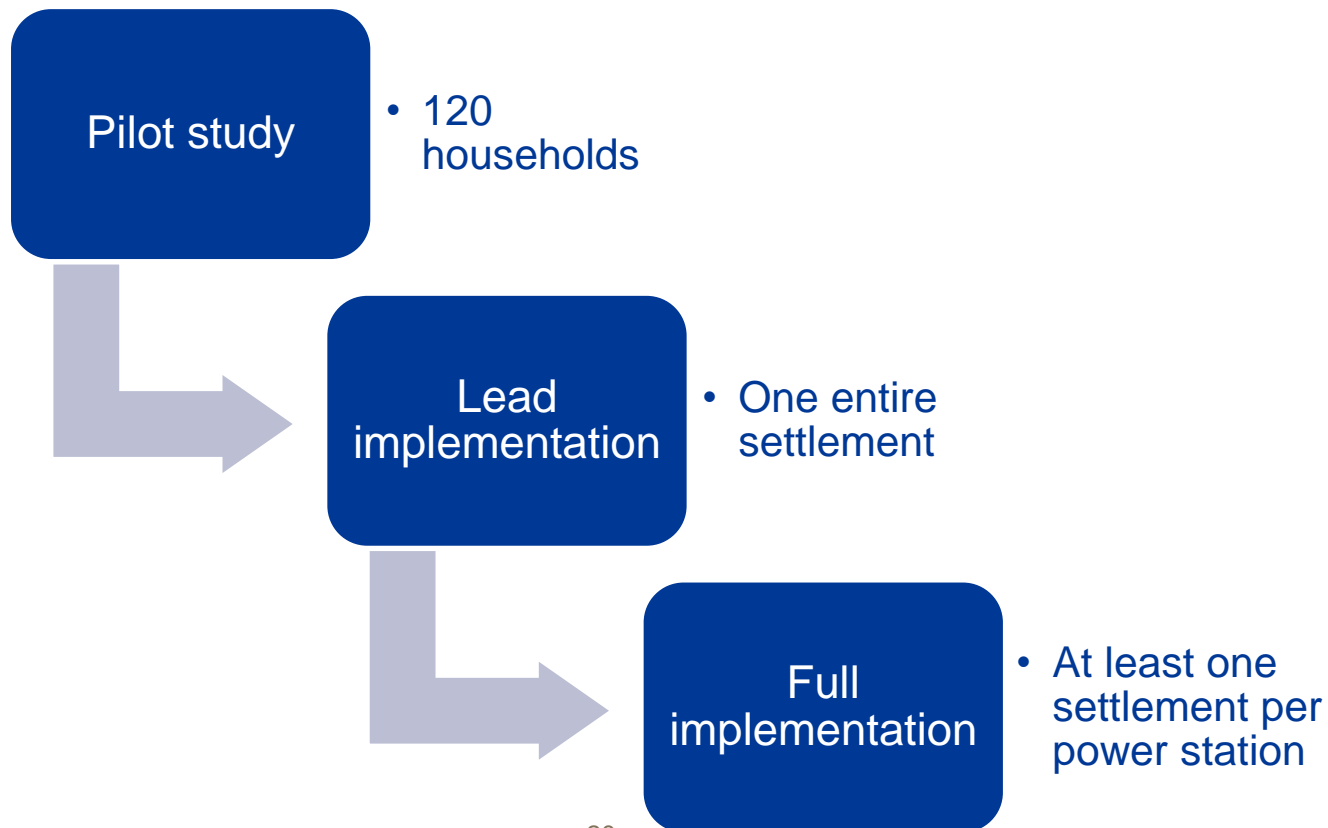 Pilot study
• 120
households
Lead
implementation
• One entire
settlement
Full
implementation
• At least one
settlement per
power station